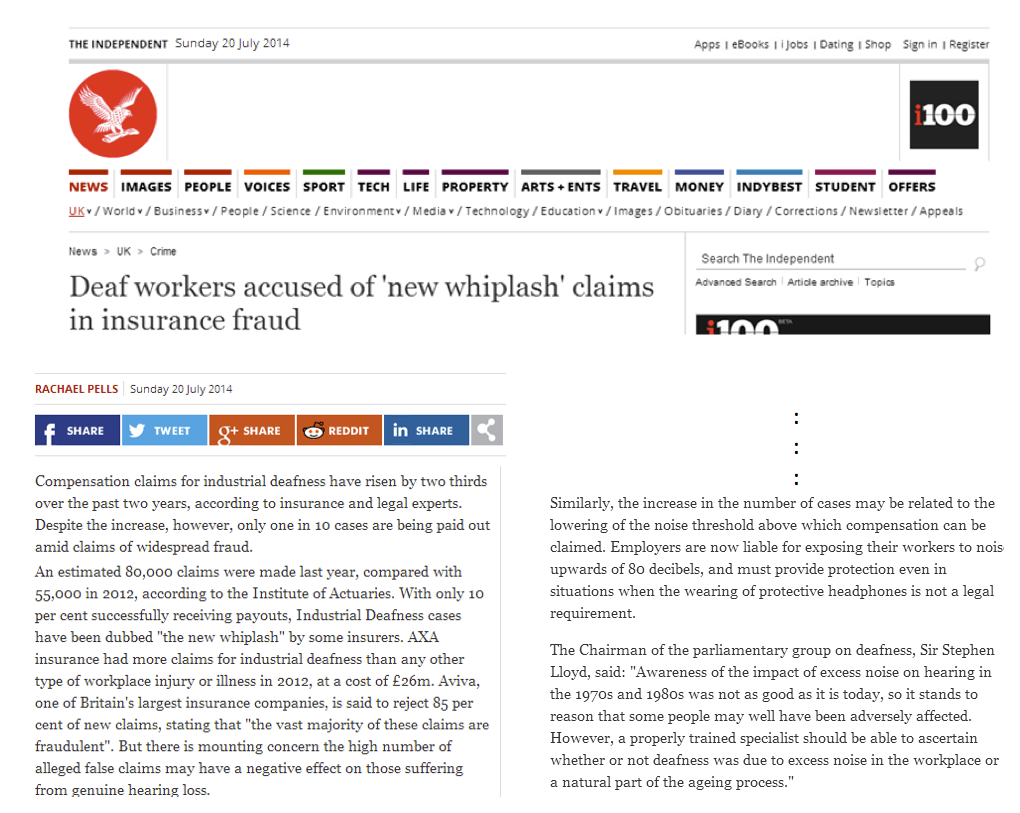 THE INDEPENDENT Sunday 20 July 2014
Apps | eBooks | i Jobs | Dating | Shop Sign in | Register
i100
NEWS IMAGES PEOPLE VOICES SPORT TECH LIFE PROPERTY ARTS + ENTS TRAVEL MONEY INDYBEST STUDENT OFFERS
UK / World / Business / People / Science / Environment / Media / Technology / Education / Images / Obituaries / Diary / Corrections / Newsletter / Appeals
News > UK > Crime
Deaf workers accused of 'new whiplash' claims
in insurance fraud
Search The Independent
Advanced Search | Article archive | Topics
i100 BETA
RACHAEL PELLS | Sunday 20 July 2014
f SHARE TWEET g+ SHARE REDDIT in SHARE
Compensation claims for industrial deafness have risen by two thirds
over the past two years, according to insurance and legal experts.
Despite the increase, however, only one in 10 cases are being paid out
amid claims of widespread fraud.
An estimated 80,000 claims were made last year, compared with
55,000 in 2012, according to the Institute of Actuaries. With only 10
per cent successfully receiving payouts, Industrial Deafness cases
have been dubbed "the new whiplash" by some insurers. AXA
insurance had more claims for industrial deafness than any other
type of workplace injury or illness in 2012, at a cost of £26m. Aviva,
one of Britain's largest insurance companies, is said to reject 85 per
cent of new claims, stating that "the vast majority of these claims are
fraudulent". But there is mounting concern the high number of
alleged false claims may have a negative effect on those suffering
from genuine hearing loss.
:
:
:
Similarly, the increase in the number of cases may be related to the
lowering of the noise threshold above which compensation can be
claimed. Employers are now liable for exposing their workers to nois
upwards of 80 decibels, and must provide protection even in
situations when the wearing of protective headphones is not a legal
requirement.
The Chairman of the parliamentary group on deafness, Sir Stephen
Lloyd, said: "Awareness of the impact of excess noise on hearing in
the 1970s and 1980s was not as good as it is today, so it stands to
reason that some people may well have been adversely affected.
However, a properly trained specialist should be able to ascertain
whether or not deafness was due to excess noise in the workplace or
a natural part of the ageing process."